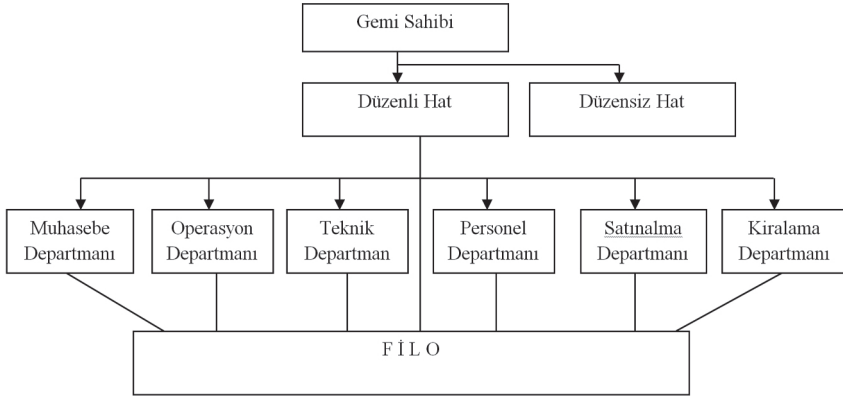 Gemi Sahibi
Düzenli Hat
Düzensiz Hat
Muhasebe
Departmanı
Operasyon
Departmanı
Teknik
Departman
Personel
Departmanı
Satınalma
Departmanı
Kiralama
Departmanı
F İ L O